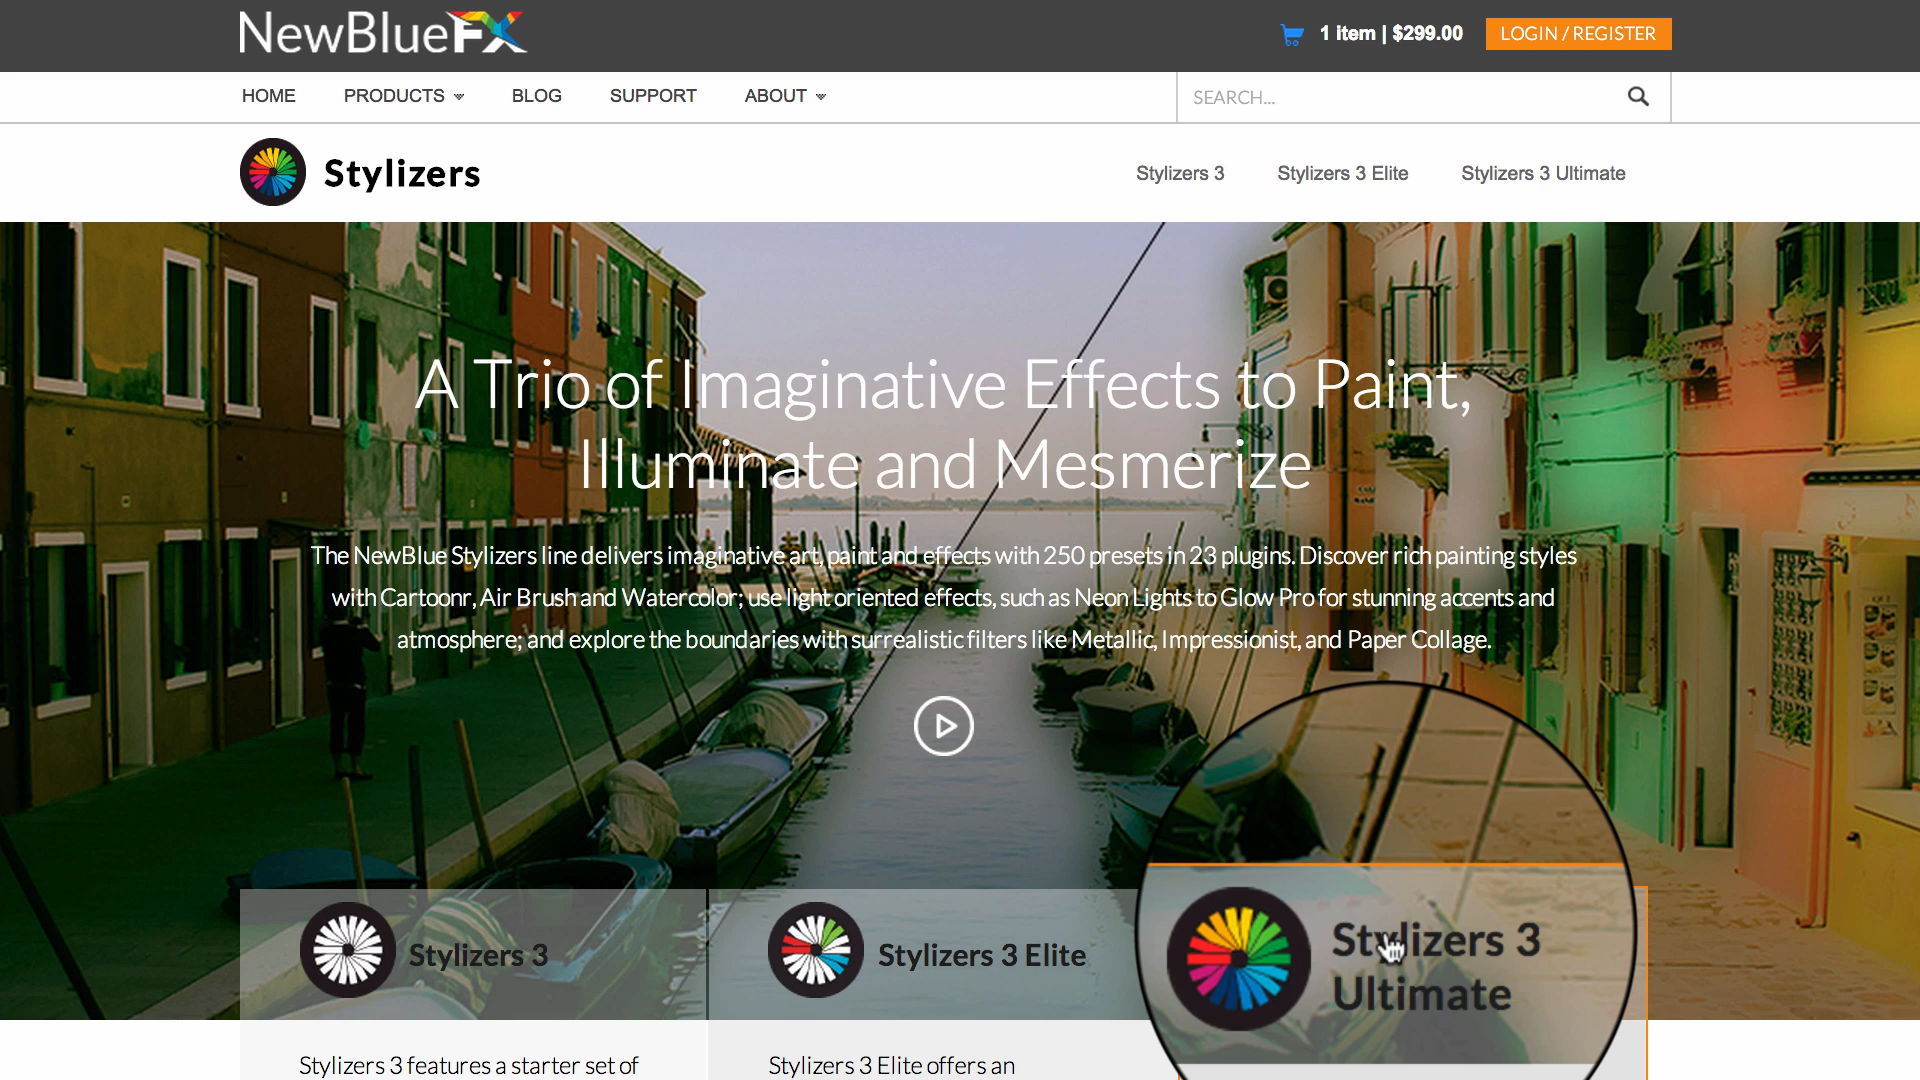 NewBlueFX
1 item | $299.00
LOGIN / REGISTER
HOME
PRODUCTS
BLOG
SUPPORT
ABOUT
SEARCH...
Stylizers
Stylizers 3
Stylizers 3 Elite
Stylizers 3 Ultimate
A Trio of Imaginative Effects to Paint,
Illuminate and Mesmerize
The NewBlue Stylizers line delivers imaginative art, paint and effects with 250 presets in 23 plugins. Discover rich painting styles
with Cartoonr, Air Brush and Watercolor; use light oriented effects, such as Neon Lights to Glow Pro for stunning accents and
atmosphere; and explore the boundaries with surrealistic filters like Metallic, Impressionist, and Paper Collage.
Stylizers 3
Stylizers 3 Elite
Stylizers 3
Ultimate
Stylizers 3 features a starter set of
Stylizers 3 Elite offers an